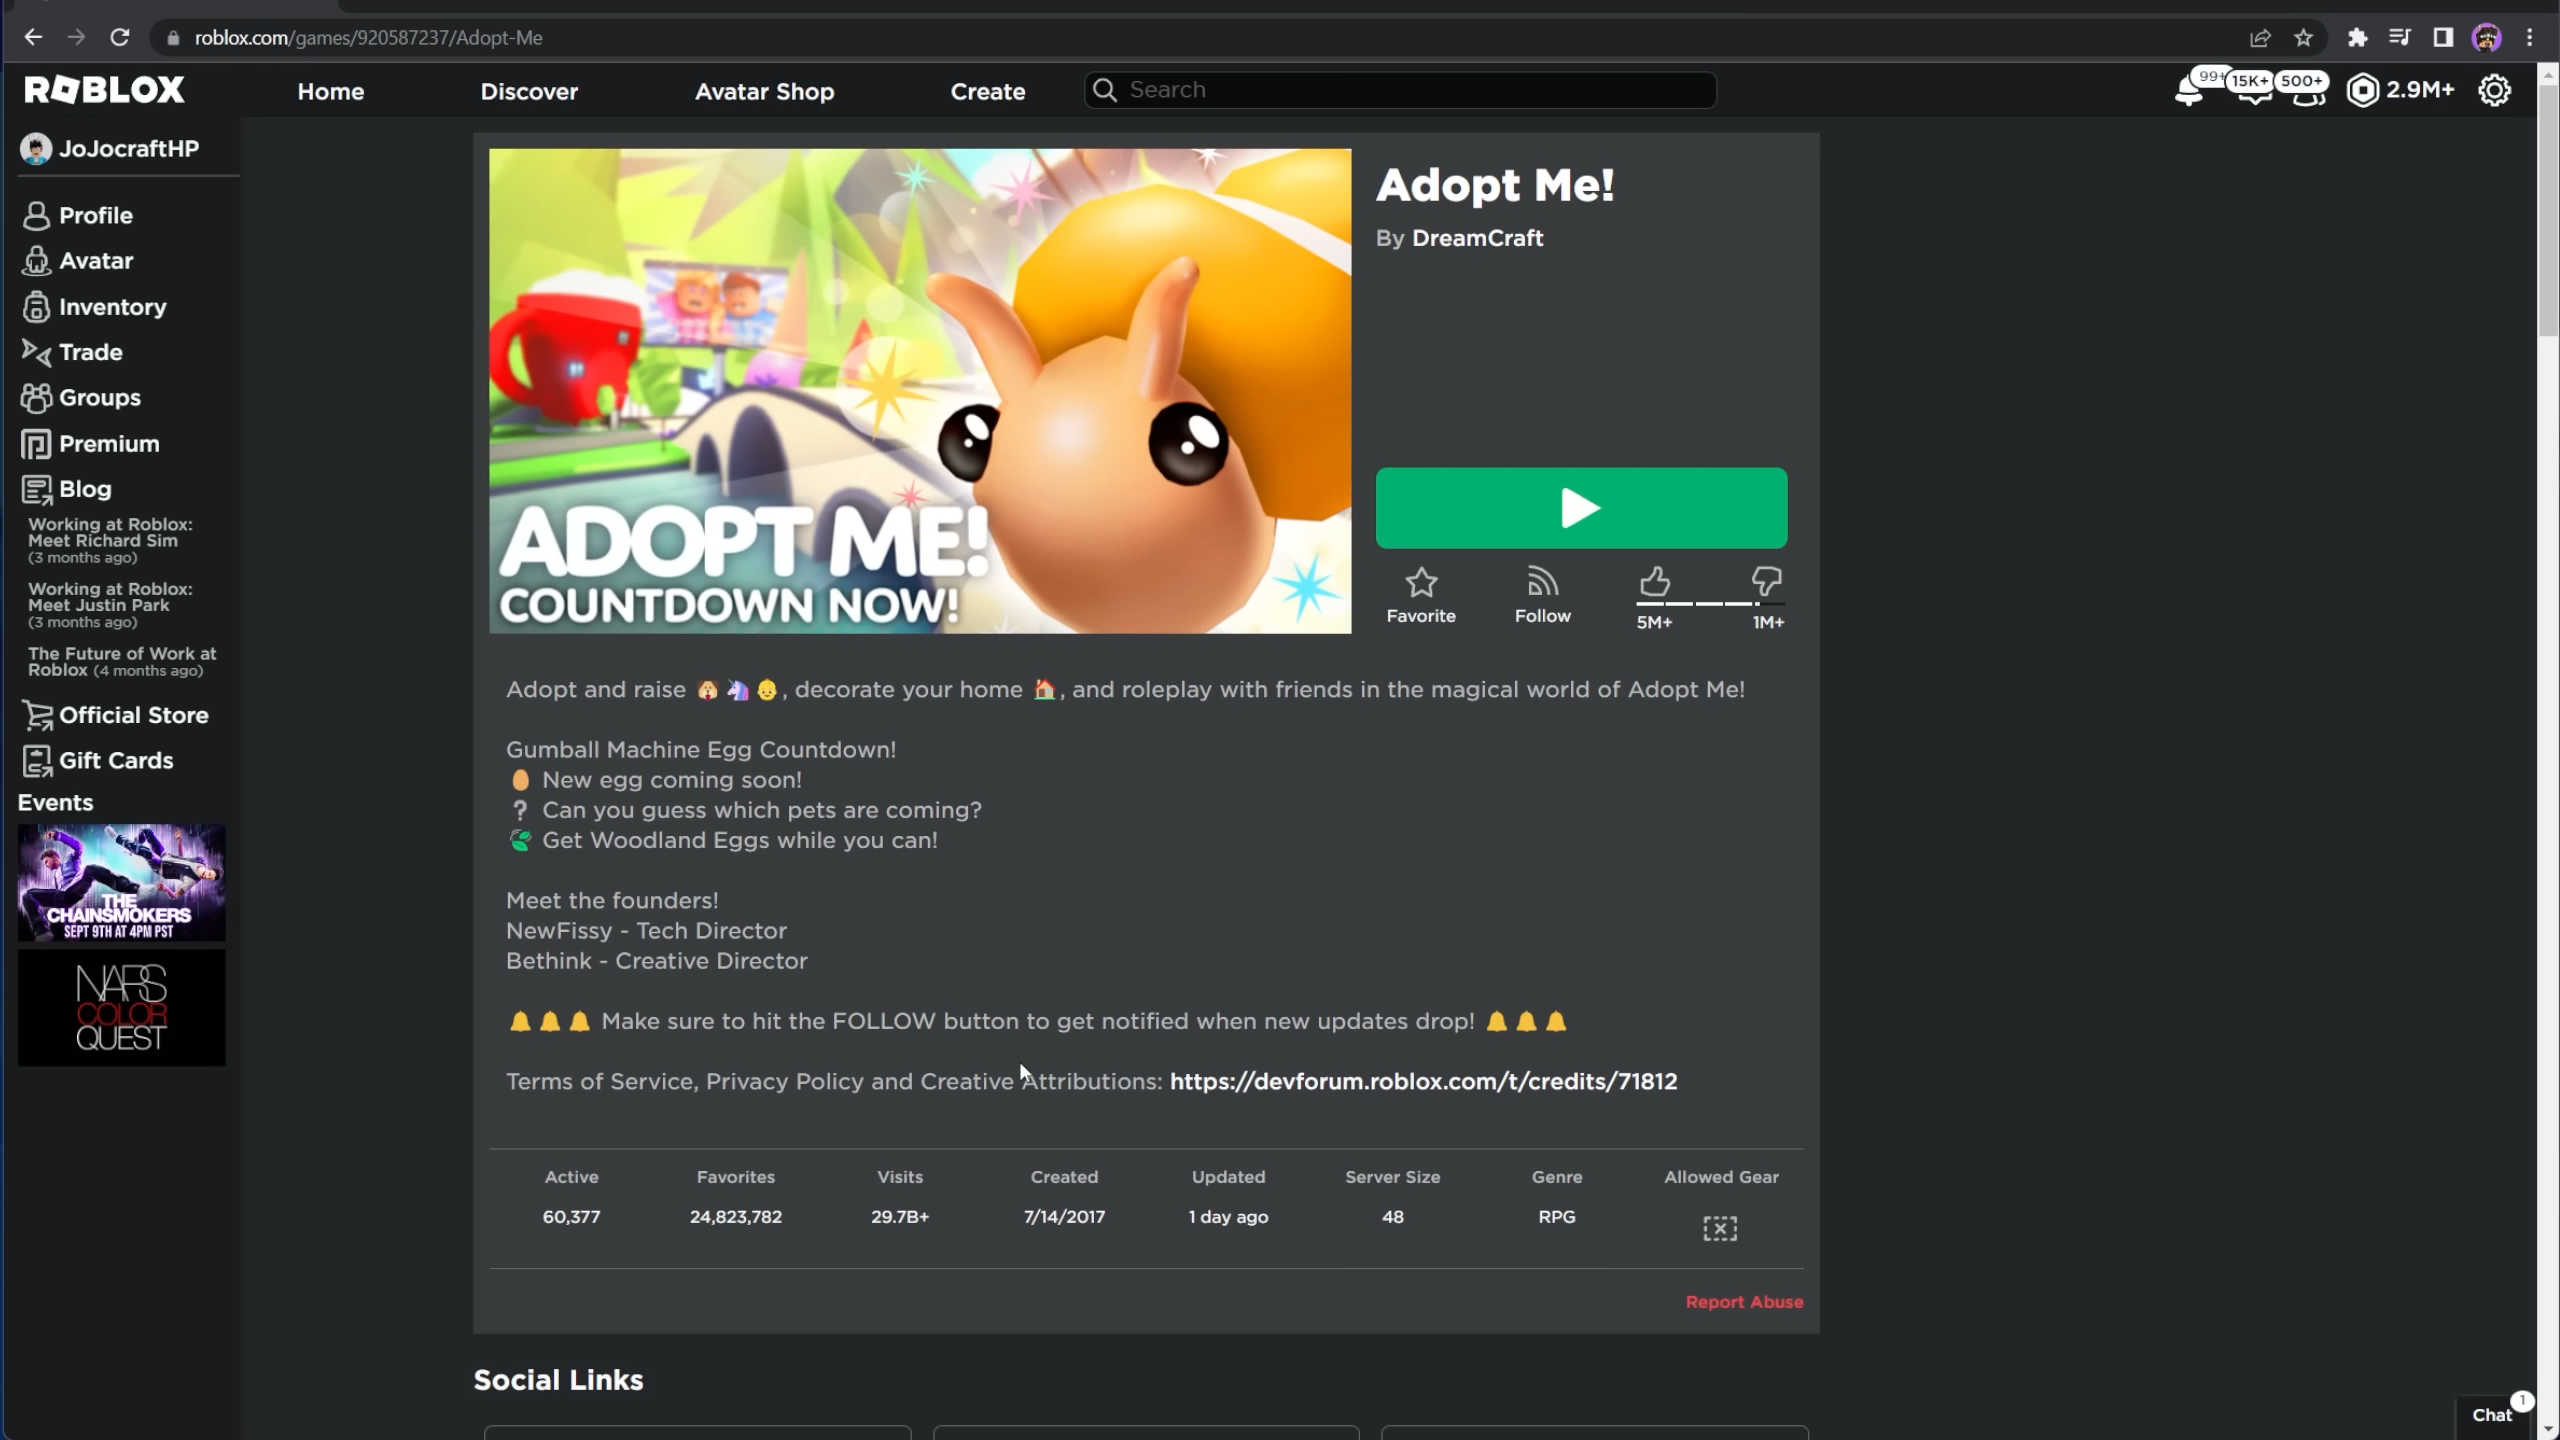 roblox.com/games/920587237/Adopt-Me
ROBLOX
Home
Discover
Avatar Shop
Create
Search
99+
15K+
500+
2.9M+
JoJocraftHP
Profile
Avatar
Inventory
Trade
Groups
Premium
Blog
Working at Roblox:
Meet Richard Sim
(3 months ago)
Working at Roblox:
Meet Justin Park
(3 months ago)
The Future of Work at
Roblox (4 months ago)
Official Store
Gift Cards
Events
THE
CHAINSMOKERS
SEPT 9TH AT 4PM PST
NARS
COLOR
QUEST
ADOPT ME!
COUNTDOWN NOW!
Adopt Me!
By DreamCraft
Favorite
Follow
5M+
1M+
Adopt and raise 🐶🦄👶, decorate your home 🏠, and roleplay with friends in the magical world of Adopt Me!
Gumball Machine Egg Countdown!
🥚 New egg coming soon!
❔ Can you guess which pets are coming?
🌿 Get Woodland Eggs while you can!
Meet the founders!
NewFissy - Tech Director
Bethink - Creative Director
🔔🔔🔔 Make sure to hit the FOLLOW button to get notified when new updates drop! 🔔🔔🔔
Terms of Service, Privacy Policy and Creative Attributions: https://devforum.roblox.com/t/credits/71812
Active Favorites Visits Created Updated Server Size Genre Allowed Gear
60,377 24,823,782 29.7B+ 7/14/2017 1 day ago 48 RPG
Report Abuse
Social Links
Chat
1